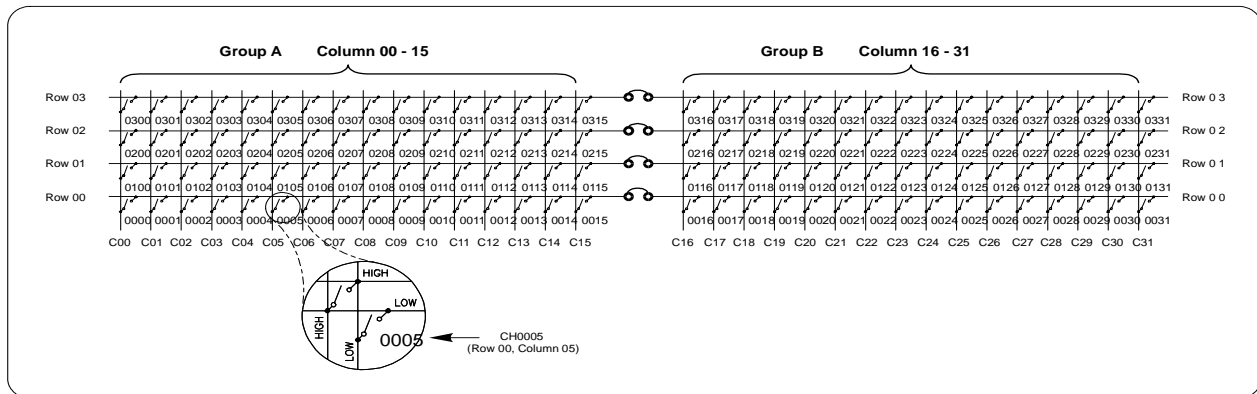 Group A Column 00 - 15 Group B Column 16 - 31
Row 03 Row 0 3
0300 0301 0302 0303 0304 0305 0306 0307 0308 0309 0310 0311 0312 0313 0314 0315 0316 0317 0318 0319 0320 0321 0322 0323 0324 0325 0326 0327 0328 0329 0330 0331
Row 02 Row 0 2
0200 0201 0202 0203 0204 0205 0206 0207 0208 0209 0210 0211 0212 0213 0214 0215 0216 0217 0218 0219 0220 0221 0222 0223 0224 0225 0226 0227 0228 0229 0230 0231
Row 01 Row 0 1
0100 0101 0102 0103 0104 0105 0106 0107 0108 0109 0110 0111 0112 0113 0114 0115 0116 0117 0118 0119 0120 0121 0122 0123 0124 0125 0126 0127 0128 0129 0130 0131
Row 00 Row 0 0
0000 0001 0002 0003 0004 0005 0006 0007 0008 0009 0010 0011 0012 0013 0014 0015 0016 0017 0018 0019 0020 0021 0022 0023 0024 0025 0026 0027 0028 0029 0030 0031
C00 C01 C02 C03 C04 C05 C06 C07 C08 C09 C10 C11 C12 C13 C14 C15 C16 C17 C18 C19 C20 C21 C22 C23 C24 C25 C26 C27 C28 C29 C30 C31
HIGH
LOW
HIGH
LOW
0005
CH0005
(Row 00, Column 05)